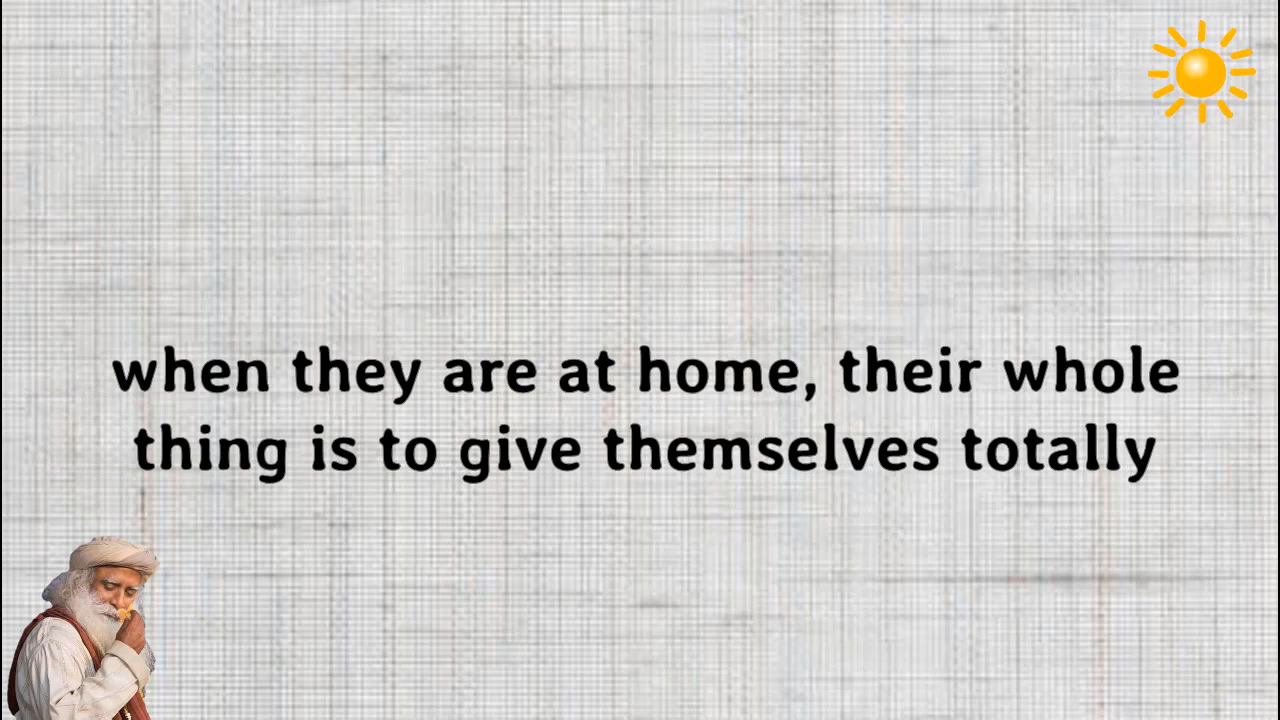 when they are at home, their whole
thing is to give themselves totally